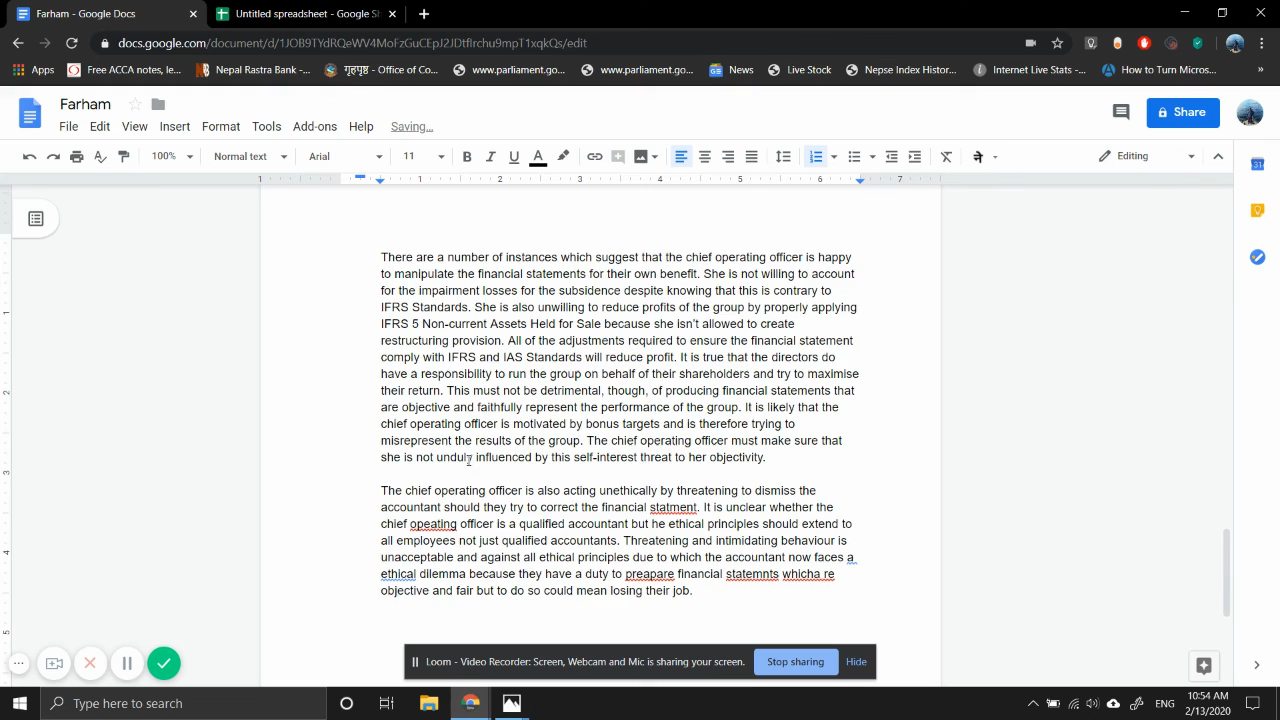 Farham - Google Docs
Untitled spreadsheet - Google Sh
docs.google.com/document/d/1JOB9TYdRQeWV4MoFzGuCEpJ2JDtfIrchu9mpT1xqkQs/edit
Apps
Free ACCA notes, le...
Nepal Rastra Bank -...
गृहपृष्ठ - Office of Co...
www.parliament.go...
www.parliament.go...
News
Live Stock
Nepse Index Histor...
Internet Live Stats -...
How to Turn Micros...
»
Farham
Share
File Edit View Insert Format Tools Add-ons Help Saving...
100% Normal text Arial 11 B I U A Editing
1 1 2 3 4 5 6 7
There are a number of instances which suggest that the chief operating officer is happy
to manipulate the financial statements for their own benefit. She is not willing to account
for the impairment losses for the subsidence despite knowing that this is contrary to
IFRS Standards. She is also unwilling to reduce profits of the group by properly applying
IFRS 5 Non-current Assets Held for Sale because she Isn't allowed to create
restructuring provision. All of the adjustments required to ensure the financial statement
comply with IFRS and IAS Standards will reduce profit. It is true that the directors do
have a responsibility to run the group on behalf of their shareholders and try to maximise
their return. This must not be detrimental, though, of producing financial statements that
are objective and faithfully represent the performance of the group. It is likely that the
chief operating officer is motivated by bonus targets and is therefore trying to
misrepresent the results of the group. The chief operating officer must make sure that
she is not unduly influenced by this self-interest threat to her objectivity.
The chief operating officer is also acting unethically by threatening to dismiss the
accountant should they try to correct the financial statment. It is unclear whether the
chief opeating officer is a qualified accountant but he ethical principles should extend to
all employees not just qualified accountants. Threatening and intimidating behaviour is
unacceptable and against all ethical principles due to which the accountant now faces a
ethical dilemma because they have a duty to preapare financial statemnts whicha re
objective and fair but to do so could mean losing their job.
1
2
3
4
5
Loom - Video Recorder: Screen, Webcam and Mic is sharing your screen. Stop sharing Hide
Type here to search
ENG
10:54 AM
2/13/2020